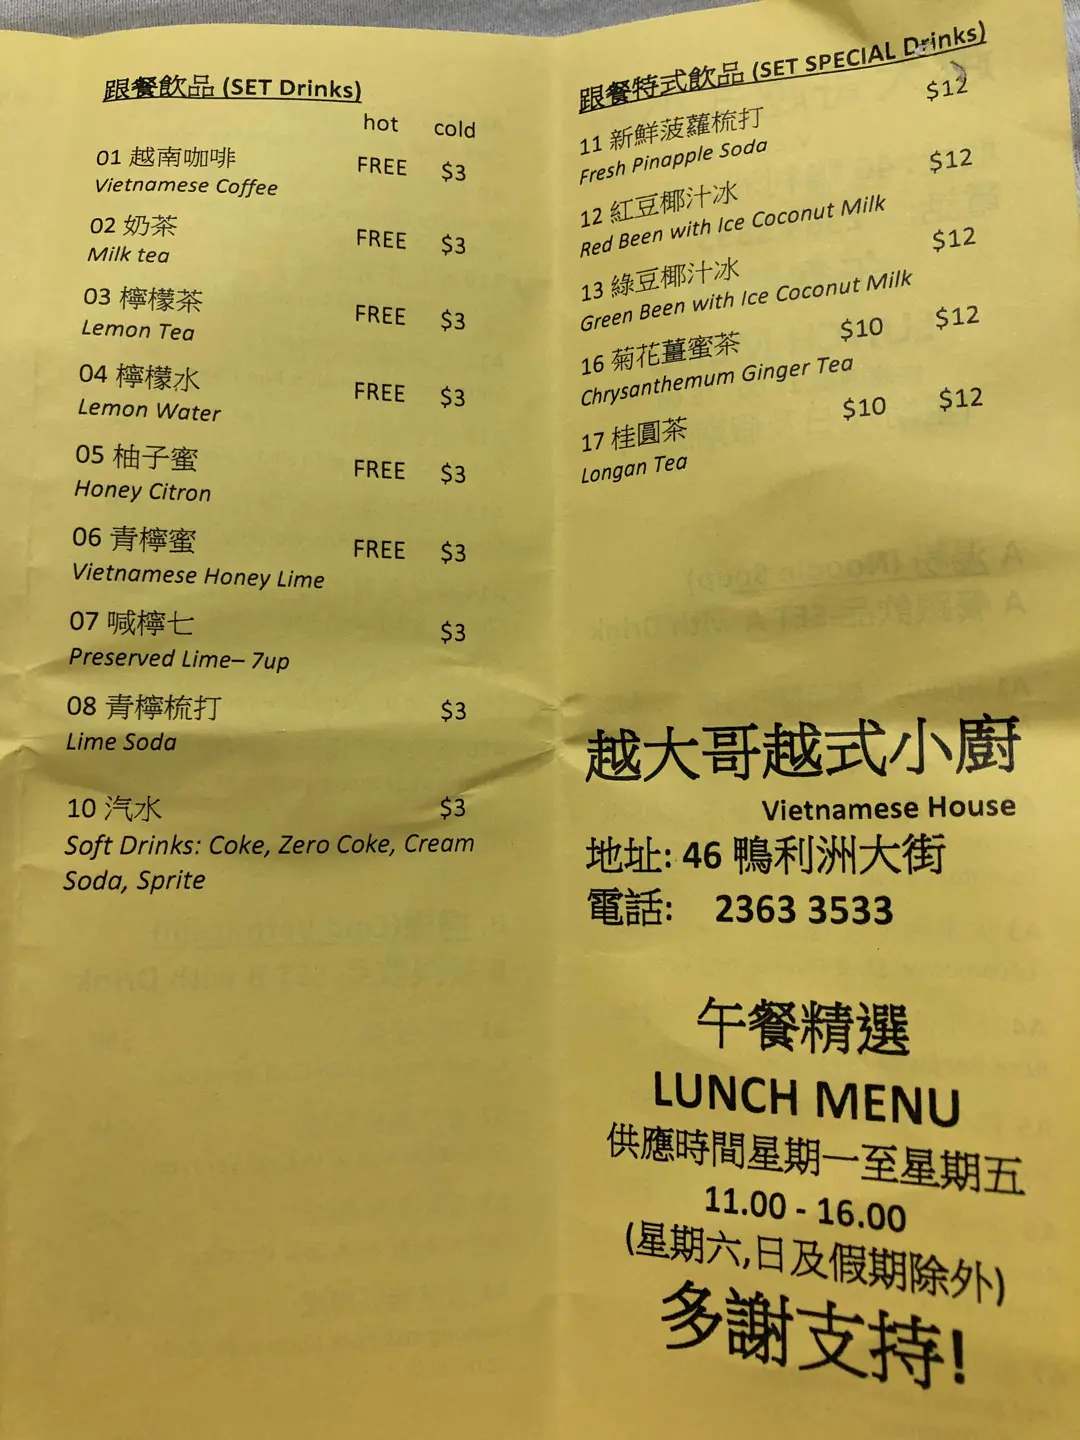 跟餐飲品 (SET Drinks)
hot cold
01 越南咖啡 FREE $3
Vietnamese Coffee
02 奶茶 FREE $3
Milk tea
03 檸檬茶 FREE $3
Lemon Tea
04 檸檬水 FREE $3
Lemon Water
05 柚子蜜 FREE $3
Honey Citron
06 青檸蜜 FREE $3
Vietnamese Honey Lime
07 喊檸七 $3
Preserved Lime– 7up
08 青檸梳打 $3
Lime Soda
10 汽水 $3
Soft Drinks: Coke, Zero Coke, Cream
Soda, Sprite
跟餐特式飲品 (SET SPECIAL Drinks)
11 新鮮菠蘿梳打 $12
Fresh Pinapple Soda
12 紅豆椰汁冰 $12
Red Been with Ice Coconut Milk
13 綠豆椰汁冰 $12
Green Been with Ice Coconut Milk
16 菊花薑蜜茶 $10 $12
Chrysanthemum Ginger Tea
17 桂圓茶 $10 $12
Longan Tea
越大哥越式小廚
Vietnamese House
地址: 46 鴨利洲大街
電話: 2363 3533
午餐精選
LUNCH MENU
供應時間星期一至星期五
11.00 - 16.00
(星期六,日及假期除外)
多謝支持!